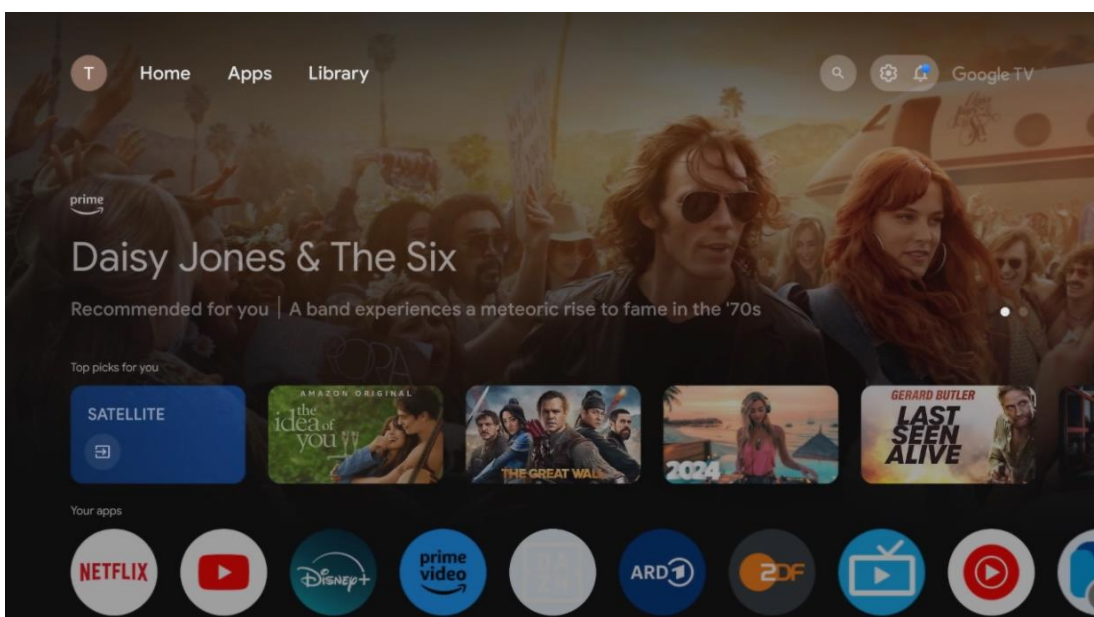 T
Home
Apps
Library
Google TV
prime
Daisy Jones & The Six
Recommended for you | A band experiences a meteoric rise to fame in the '70s
Top picks for you
SATELLITE
AMAZON ORIGINAL
the
idea of
you
THE GREAT WALL
2024
GERARD BUTLER
LAST
SEEN
ALIVE
Your apps
NETFLIX
Disney+
prime
video
ARD 1
ZDF